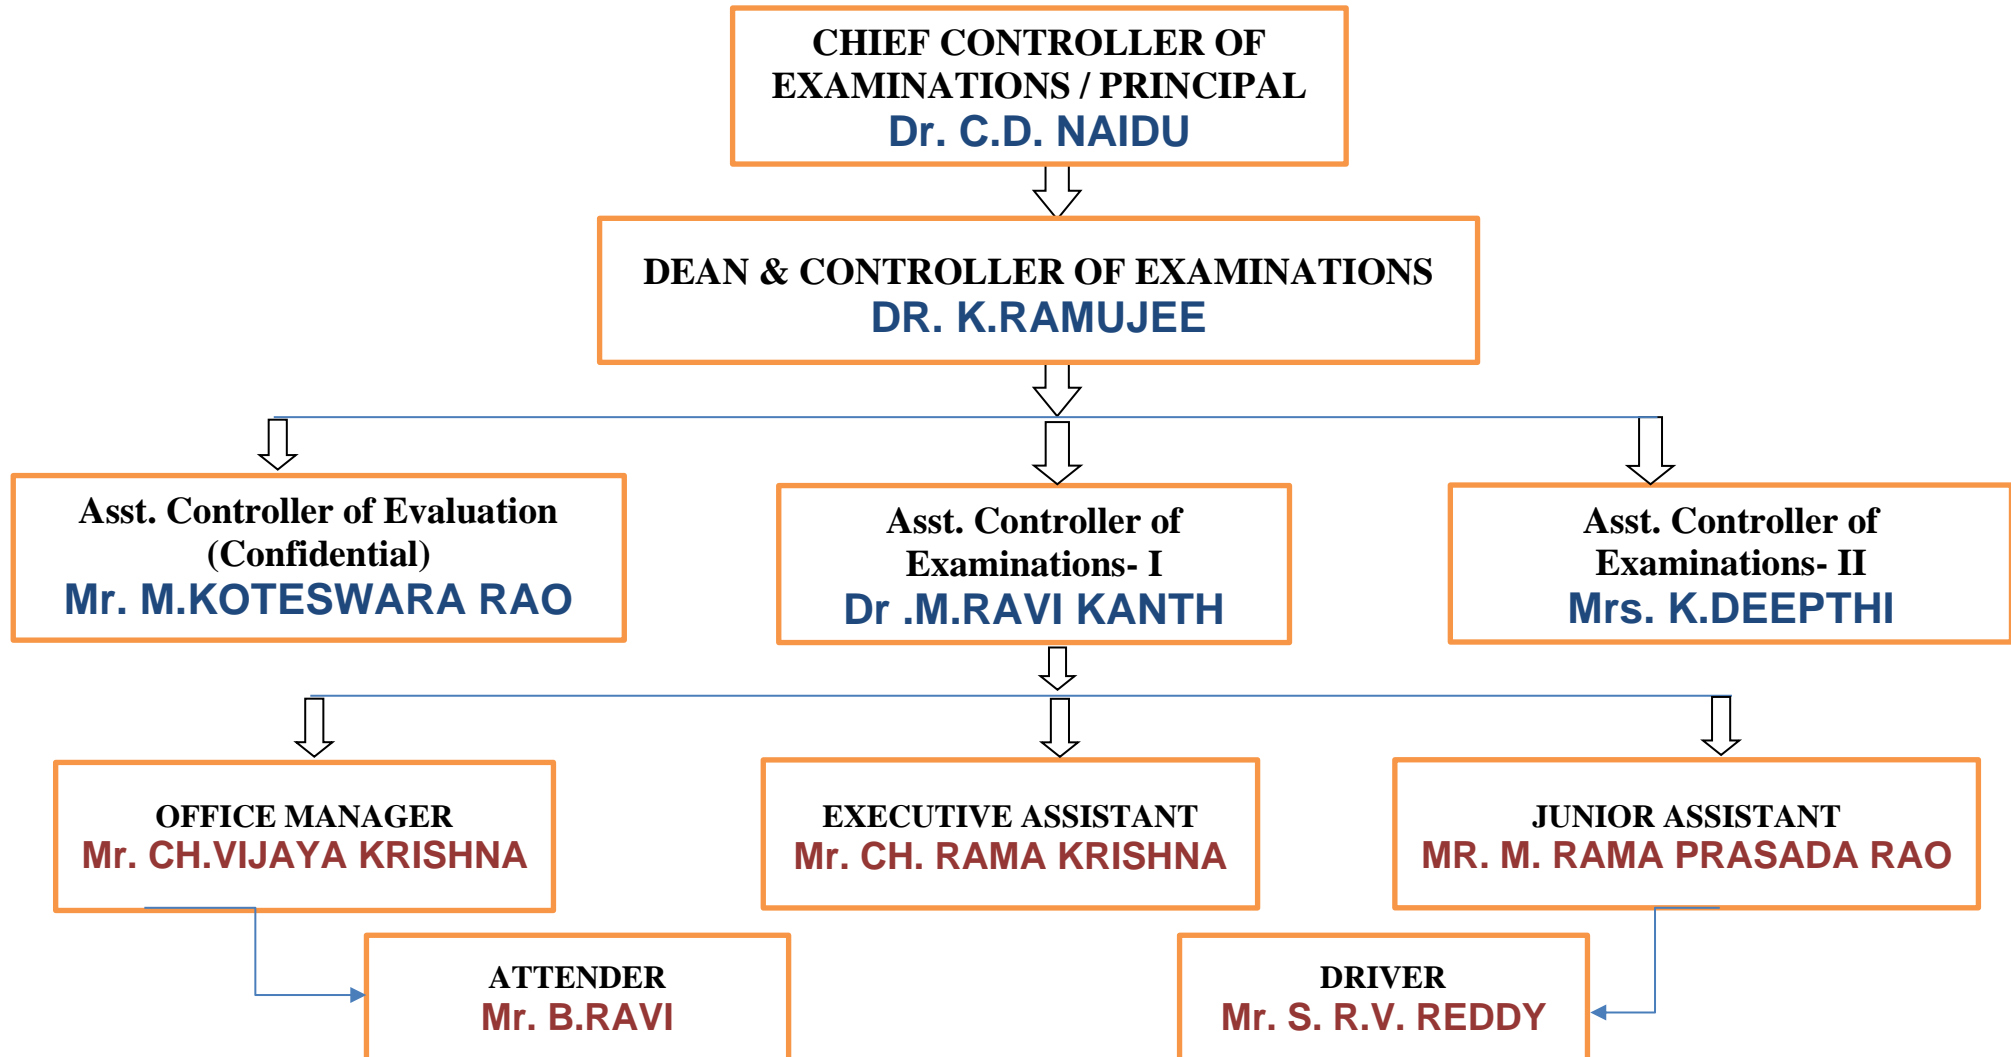 CHIEF CONTROLLER OF
EXAMINATIONS / PRINCIPAL
Dr. C.D. NAIDU
DEAN & CONTROLLER OF EXAMINATIONS
DR. K.RAMUJEE
Asst. Controller of Evaluation
(Confidential)
Mr. M.KOTESWARA RAO
Asst. Controller of
Examinations- I
Dr .M.RAVI KANTH
Asst. Controller of
Examinations- II
Mrs. K.DEEPTHI
OFFICE MANAGER
Mr. CH.VIJAYA KRISHNA
EXECUTIVE ASSISTANT
Mr. CH. RAMA KRISHNA
JUNIOR ASSISTANT
MR. M. RAMA PRASADA RAO
ATTENDER
Mr. B.RAVI
DRIVER
Mr. S. R.V. REDDY